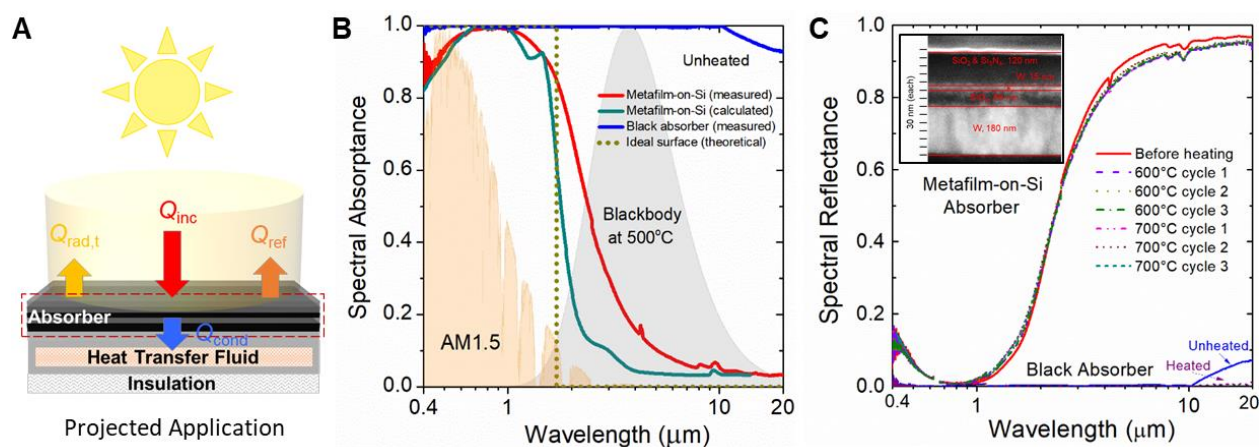 A
Qinc
Qrad,t
Qref
Absorber
Qcond
Heat Transfer Fluid
Insulation
Projected Application
B
Spectral Absorptance
1.0
0.8
0.6
0.4
0.2
0.0
Unheated
Metafilm-on-Si (measured)
Metafilm-on-Si (calculated)
Black absorber (measured)
Ideal surface (theoretical)
Blackbody
at 500°C
AM1.5
0.4
1
10
20
Wavelength (μm)
C
Spectral Reflectance
1.0
0.8
0.6
0.4
0.2
0.0
SiO2 & Si3N4, 120 nm
30 nm (each)
W, 180 nm
Metafilm-on-Si
Absorber
Before heating
600°C cycle 1
600°C cycle 2
600°C cycle 3
700°C cycle 1
700°C cycle 2
700°C cycle 3
Unheated
Heated
Black Absorber
0.4
1
10
20
Wavelength (μm)